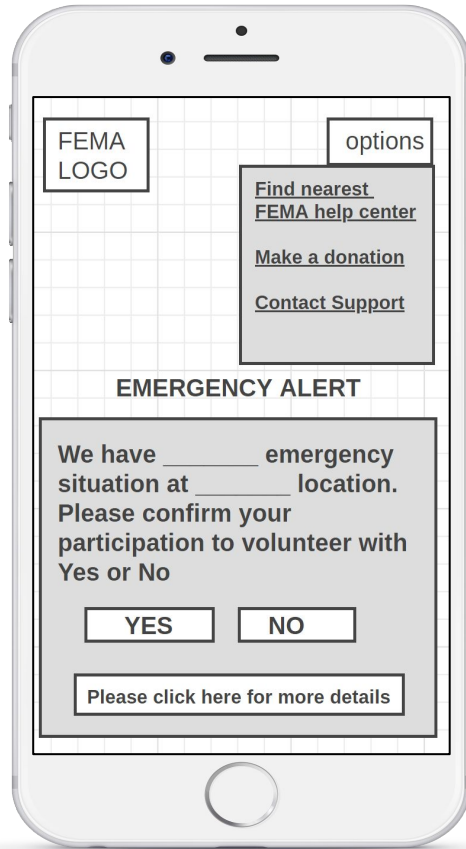 FEMA
LOGO
options
Find nearest
FEMA help center
Make a donation
Contact Support
EMERGENCY ALERT
We have _______ emergency
situation at _______ location.
Please confirm your
participation to volunteer with
Yes or No
YES
NO
Please click here for more details